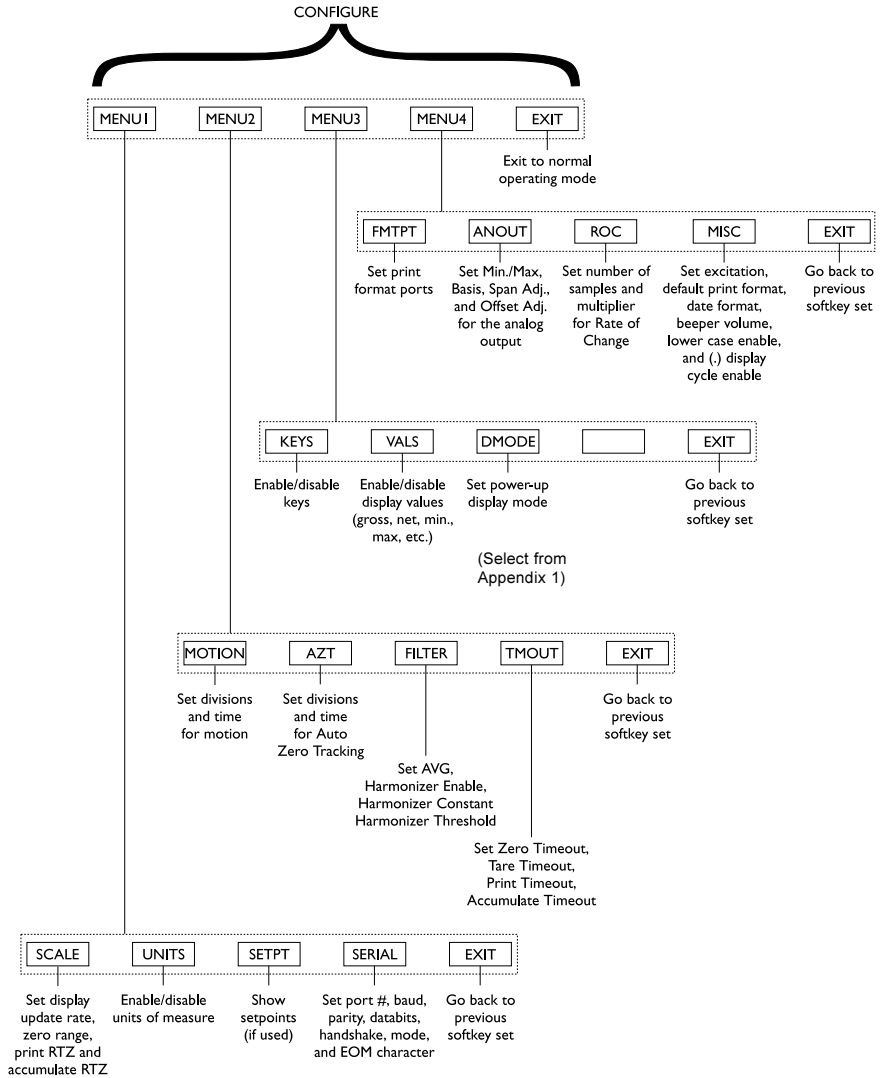 CONFIGURE
MENU1 MENU2 MENU3 MENU4 EXIT
Exit to normal
operating mode
FMTPT ANOUT ROC MISC EXIT
Set print
format ports
Set Min./Max,
Basis, Span Adj.,
and Offset Adj.
for the analog
output
Set number of
samples and
multiplier
for Rate of
Change
Set excitation,
default print format,
date format,
beeper volume,
lower case enable,
and (.) display
cycle enable
Go back to
previous
softkey set
KEYS VALS DMODE EXIT
Enable/disable
keys
Enable/disable
display values
(gross, net, min.,
max, etc.)
Set power-up
display mode
(Select from
Appendix 1)
Go back to
previous
softkey set
MOTION AZT FILTER TMOUT EXIT
Set divisions
and time
for motion
Set divisions
and time
for Auto
Zero Tracking
Set AVG,
Harmonizer Enable,
Harmonizer Constant
Harmonizer Threshold
Set Zero Timeout,
Tare Timeout,
Print Timeout,
Accumulate Timeout
Go back to
previous
softkey set
SCALE UNITS SETPT SERIAL EXIT
Set display
update rate,
zero range,
print RTZ and
accumulate RTZ
Enable/disable
units of measure
Show
setpoints
(if used)
Set port #, baud,
parity, databits,
handshake, mode,
and EOM character
Go back to
previous
softkey set